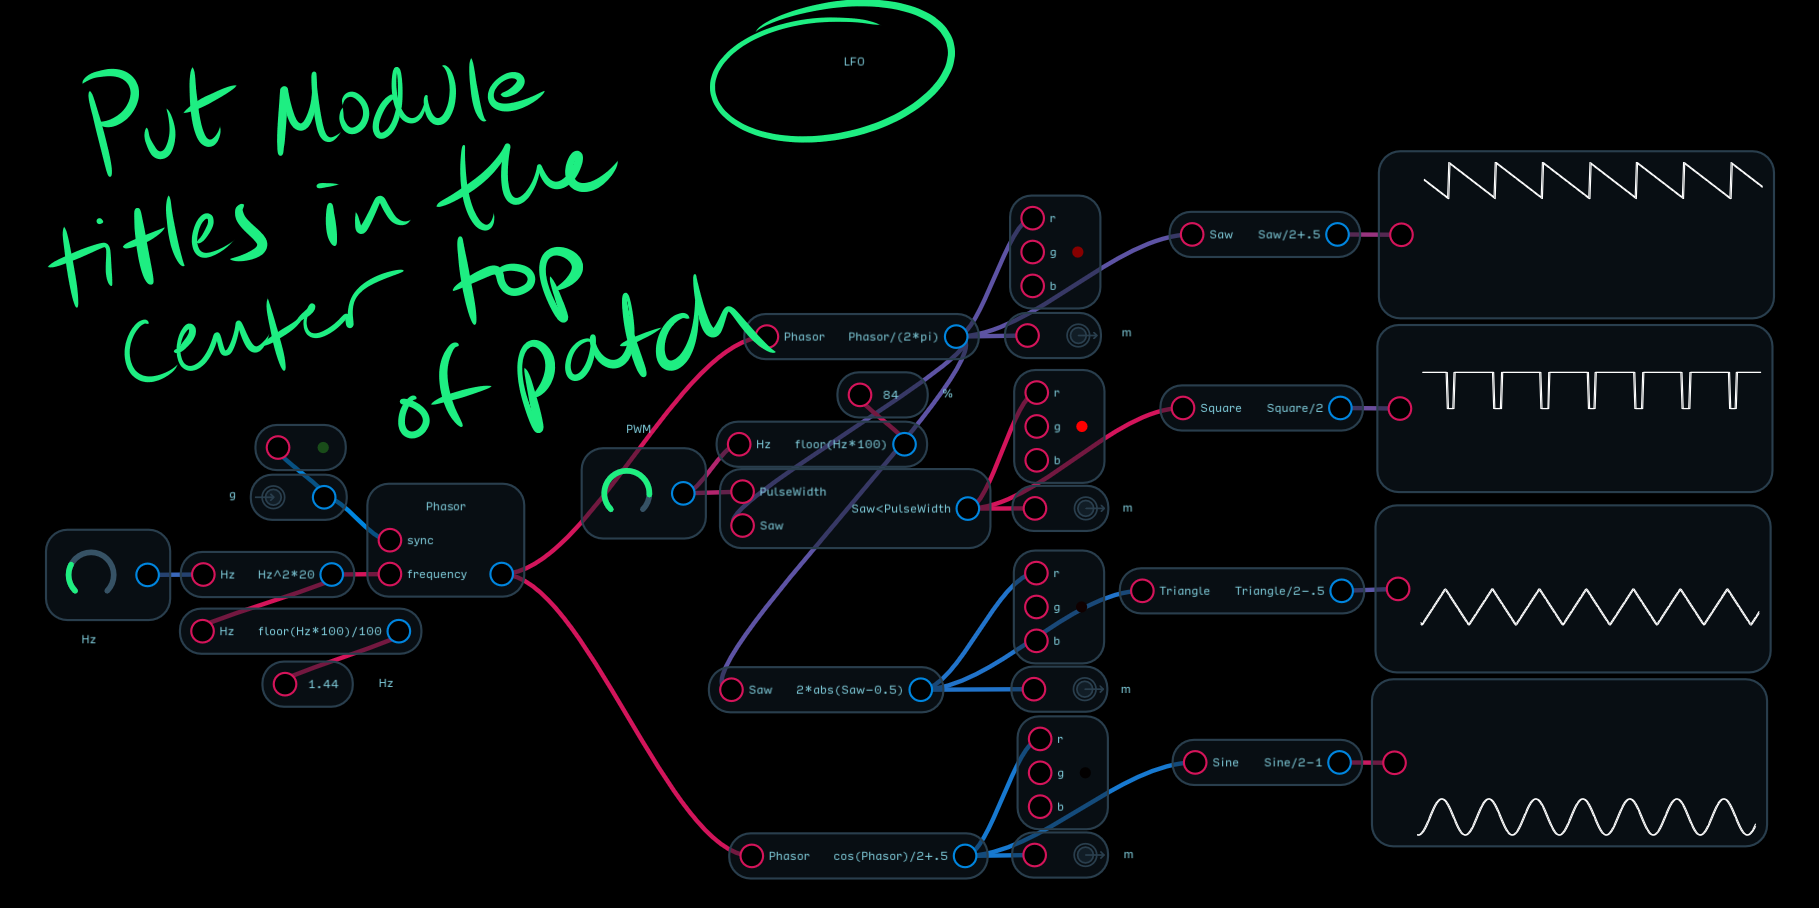 LFO
Put Module
titles in the
center top
of patch
r
Saw Saw/2+.5
g
b
Phasor Phasor/(2*pi)
m
84 %
r
Square Square/2
g
PWM
Hz floor(Hz*100)
b
PulseWidth
g
Saw<PulseWidth
m
Phasor
Saw
sync
Hz Hz^2*20
frequency
r
Triangle Triangle/2-.5
g
Hz floor(Hz*100)/100
Hz
b
1.44 Hz
Saw 2*abs(Saw-0.5)
m
r
Sine Sine/2-1
g
b
Phasor cos(Phasor)/2+.5
m